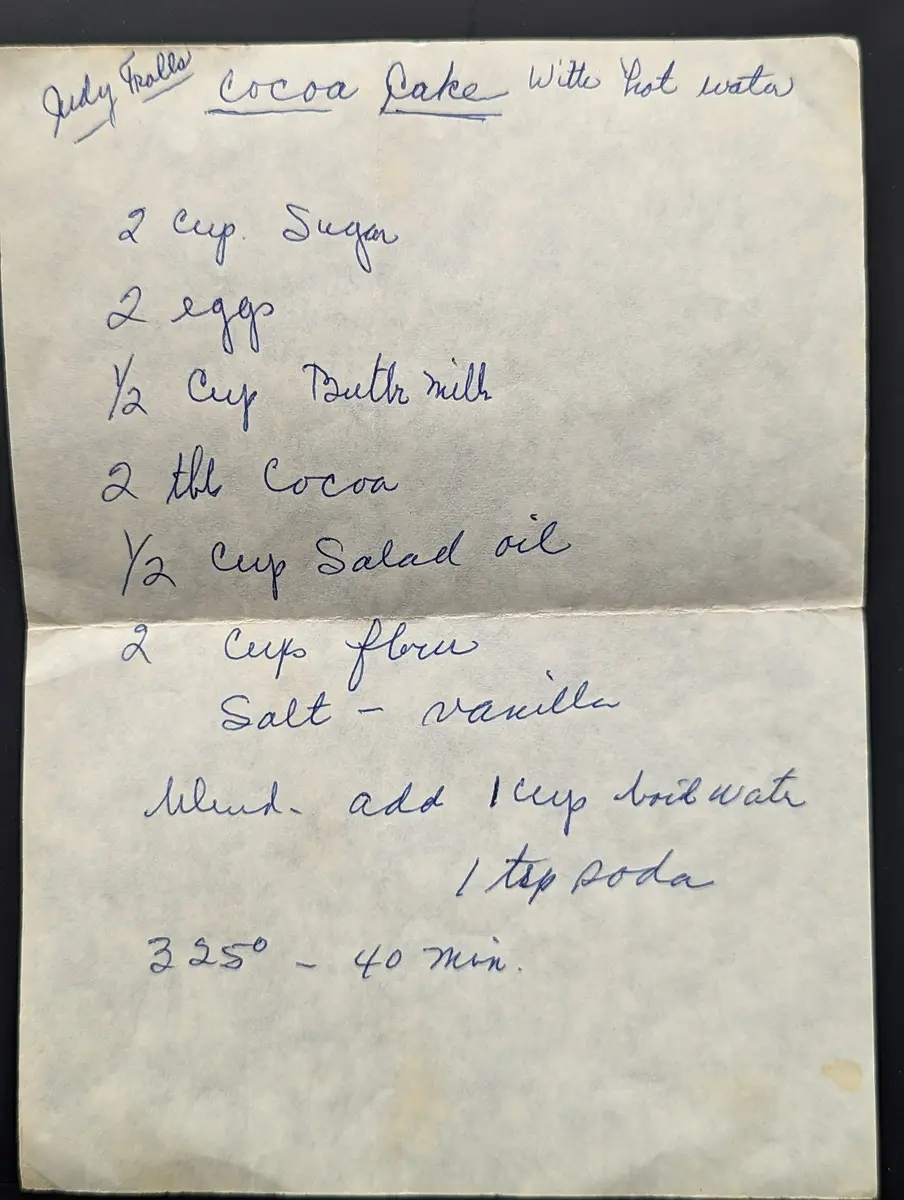 Judy Tralls Cocoa Cake With hot water
2 Cup. Sugar
2 eggs
1/2 Cup Buttr milk
2 tbl Cocoa
1/2 Cup Salad oil
2 Cups flour
Salt - vanilla
blend - add 1 cup boil water
1 tsp soda
325° - 40 min.